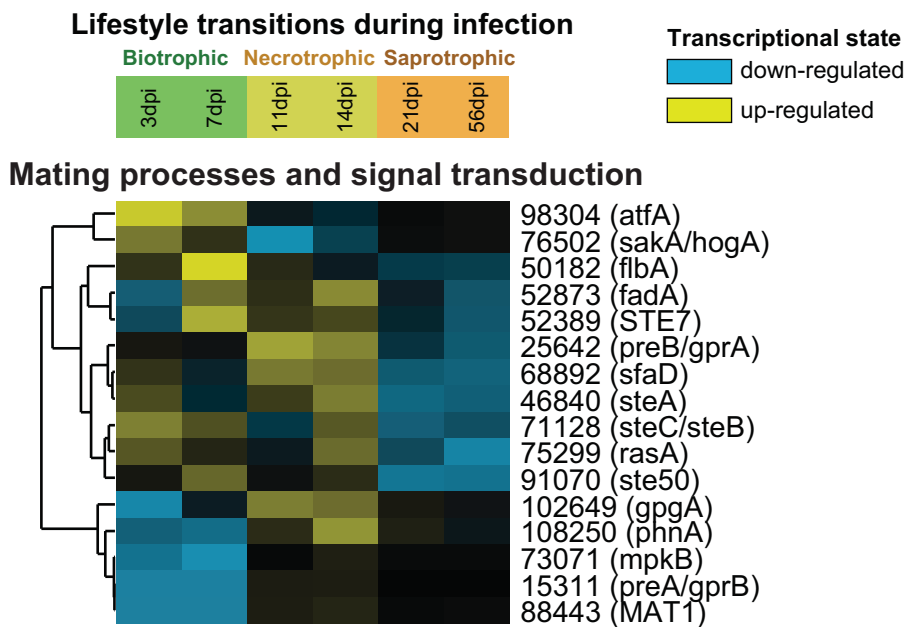 Lifestyle transitions during infection
Biotrophic Necrotrophic Saprotrophic
3dpi 7dpi 11dpi 14dpi 21dpi 56dpi
Transcriptional state
down-regulated
up-regulated
Mating processes and signal transduction
98304 (atfA)
76502 (sakA/hogA)
50182 (flbA)
52873 (fadA)
52389 (STE7)
25642 (preB/gprA)
68892 (sfaD)
46840 (steA)
71128 (steC/steB)
75299 (rasA)
91070 (ste50)
102649 (gpgA)
108250 (phnA)
73071 (mpkB)
15311 (preA/gprB)
88443 (MAT1)